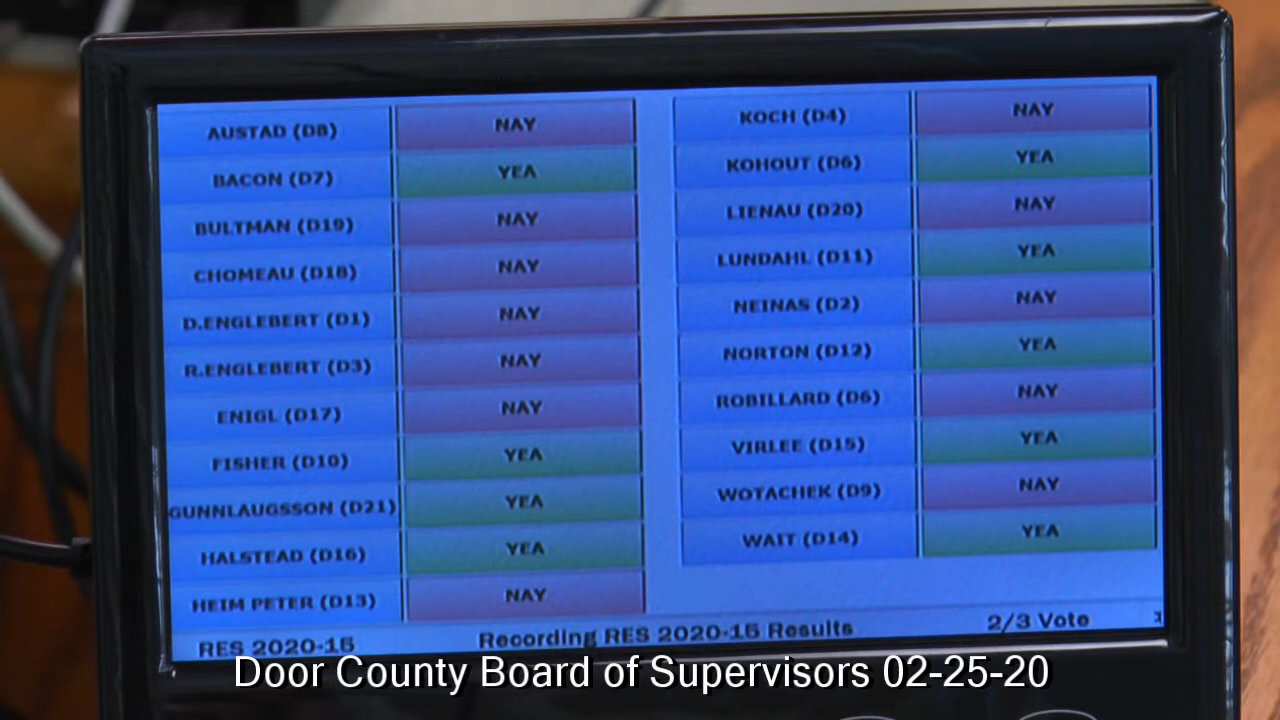 AUSTAD (D8) NAY
BACON (D7) YEA
BULTMAN (D19) NAY
CHOMEAU (D18) NAY
D.ENGLEBERT (D1) NAY
R.ENGLEBERT (D3) NAY
ENIGL (D17) NAY
FISHER (D10) YEA
GUNNLAUGSSON (D21) YEA
HALSTEAD (D16) YEA
HEIM PETER (D13) NAY
KOCH (D4) NAY
KOHOUT (D6) YEA
LIENAU (D20) NAY
LUNDAHL (D11) YEA
NEINAS (D2) NAY
NORTON (D12) YEA
ROBILLARD (D6) NAY
VIRLEE (D15) YEA
WOTACHEK (D9) NAY
WAIT (D14) YEA
RES 2020-15 Recording RES 2020-15 Results 2/3 Vote
Door County Board of Supervisors 02-25-20